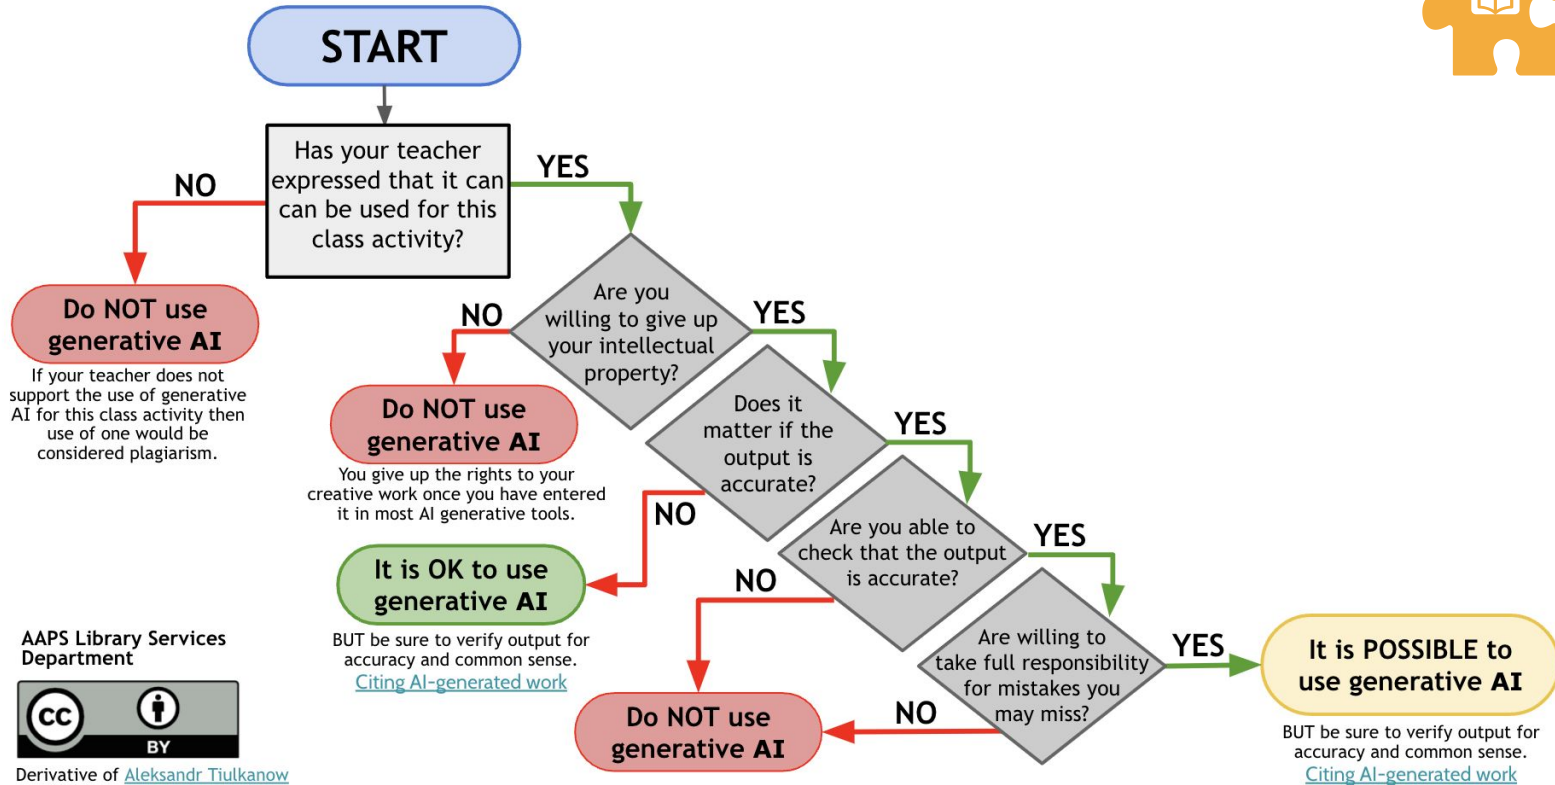 START
Has your teacher
expressed that it can
can be used for this
class activity?
NO
YES
Do NOT use
generative AI
If your teacher does not
support the use of generative
AI for this class activity then
use of one would be
considered plagiarism.
Are you
willing to give up
your intellectual
property?
NO
YES
Do NOT use
generative AI
You give up the rights to your
creative work once you have entered
it in most AI generative tools.
Does it
matter if the
output is
accurate?
YES
NO
It is OK to use
generative AI
BUT be sure to verify output for
accuracy and common sense.
Citing AI-generated work
Are you able to
check that the output
is accurate?
YES
NO
Are willing to
take full responsibility
for mistakes you
may miss?
YES
NO
Do NOT use
generative AI
It is POSSIBLE to
use generative AI
BUT be sure to verify output for
accuracy and common sense.
Citing AI-generated work
AAPS Library Services
Department
CC
BY
Derivative of Aleksandr Tiulkanow